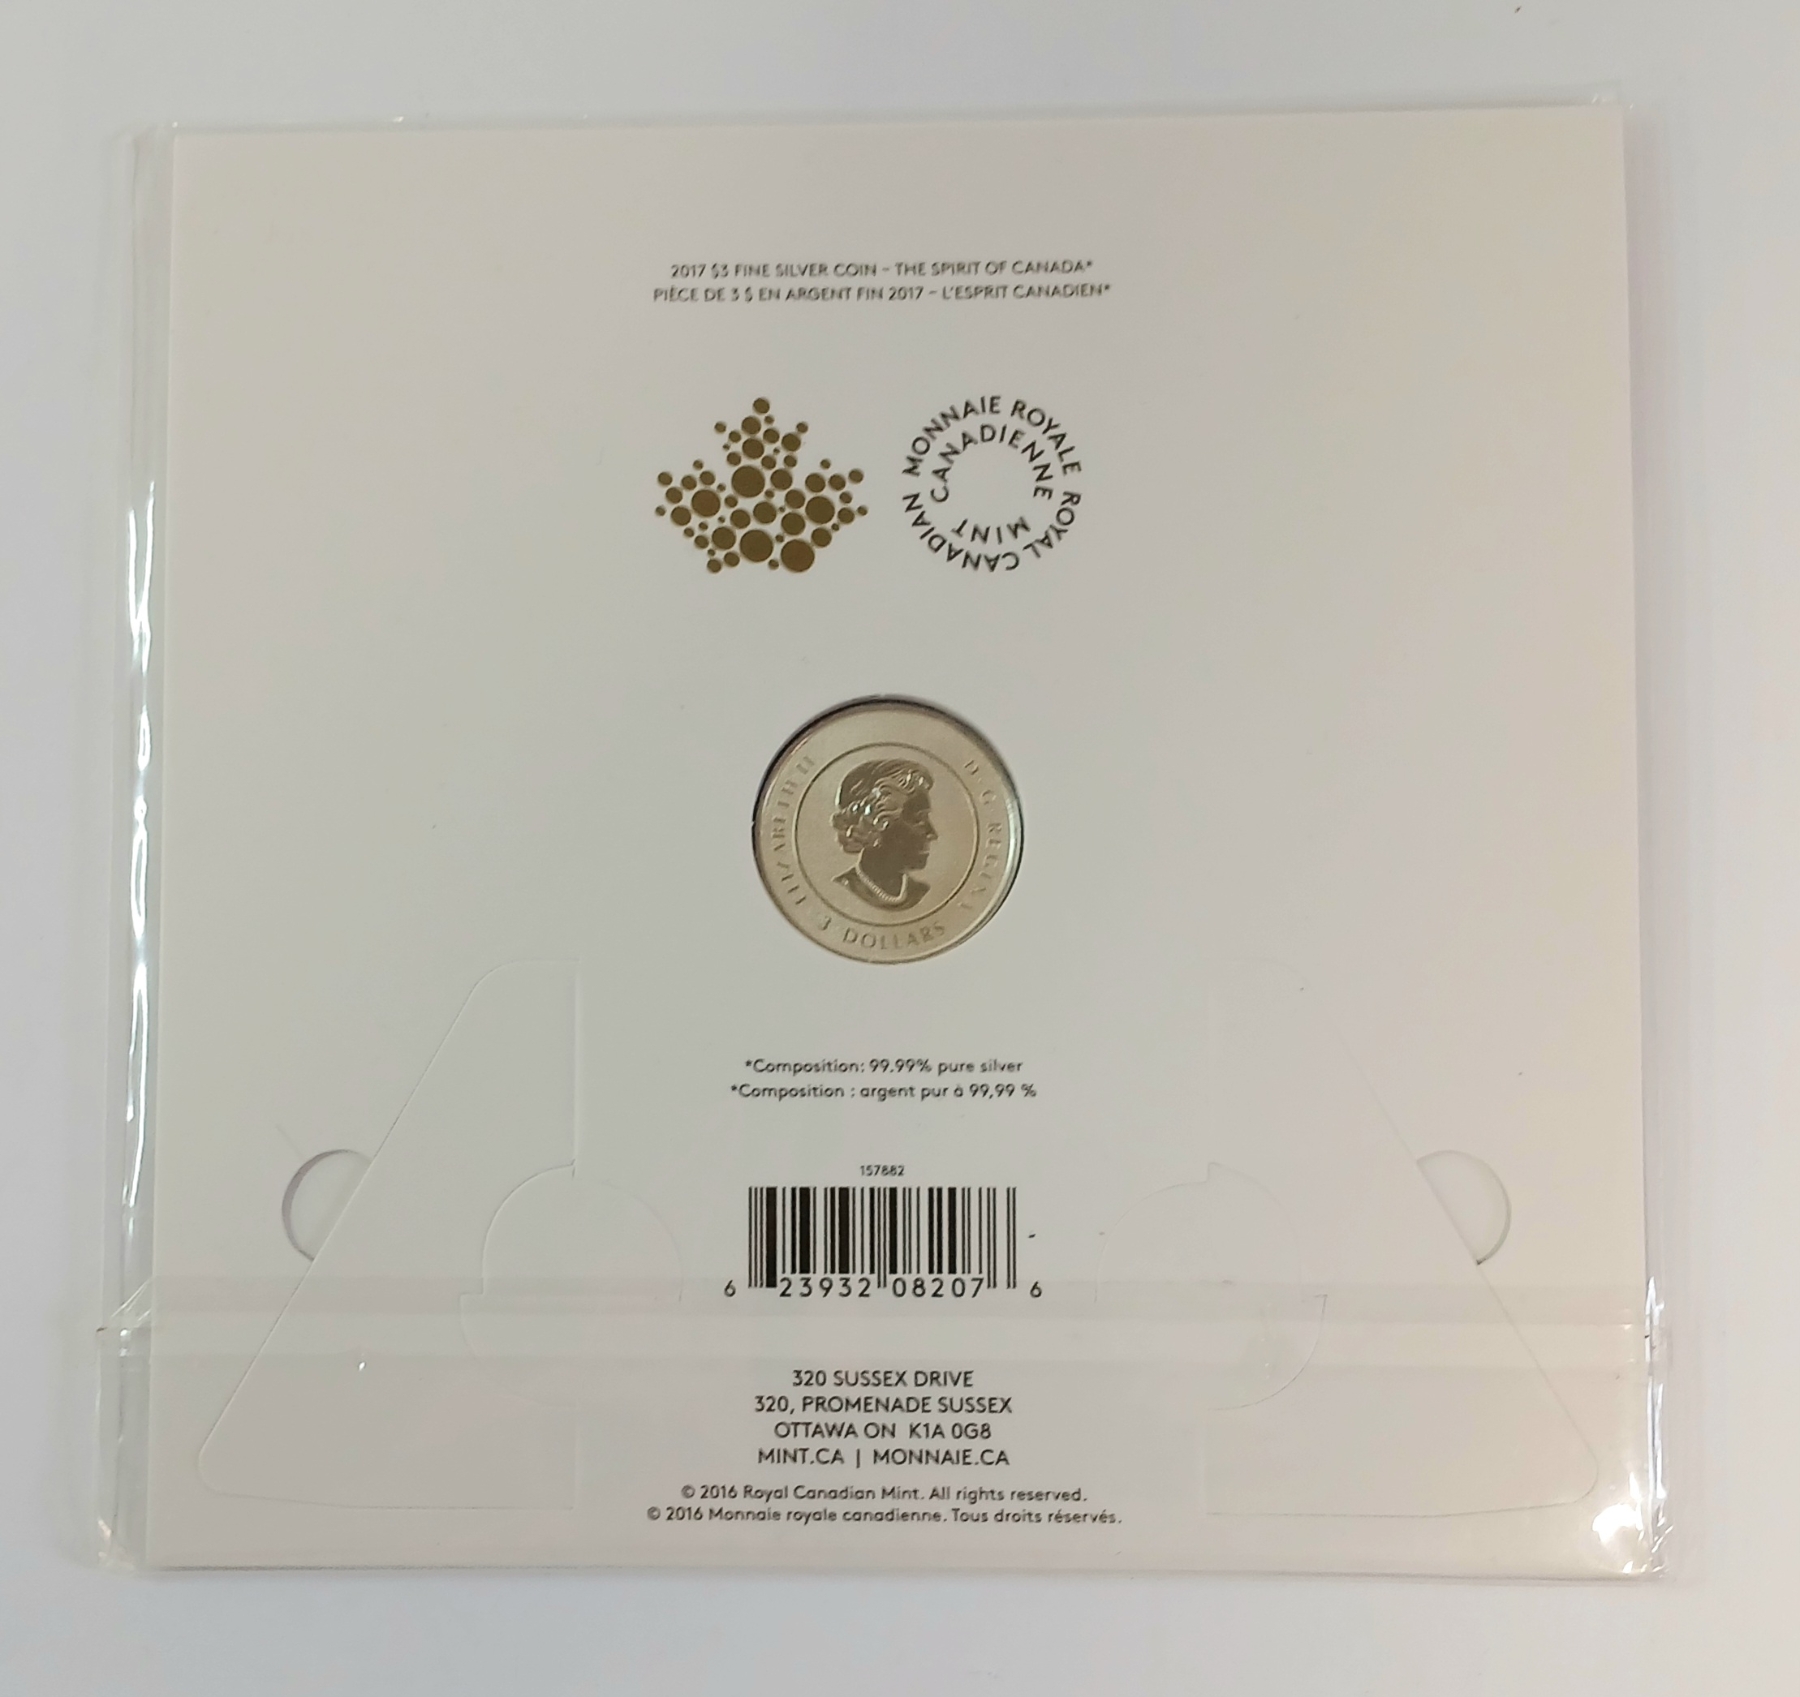 2017 $3 FINE SILVER COIN – THE SPIRIT OF CANADA*
PIÈCE DE 3 $ EN ARGENT FIN 2017 – L'ESPRIT CANADIEN*
MONNAIE ROYALE
CANADIENNE
ROYAL CANADIAN
MINT
ELIZABETH II
D·G·REGINA
3 DOLLARS
*Composition: 99.99% pure silver
*Composition : argent pur à 99,99 %
157882
6 23932 08207 6
320 SUSSEX DRIVE
320, PROMENADE SUSSEX
OTTAWA ON K1A 0G8
MINT.CA | MONNAIE.CA
© 2016 Royal Canadian Mint. All rights reserved.
© 2016 Monnaie royale canadienne. Tous droits réservés.